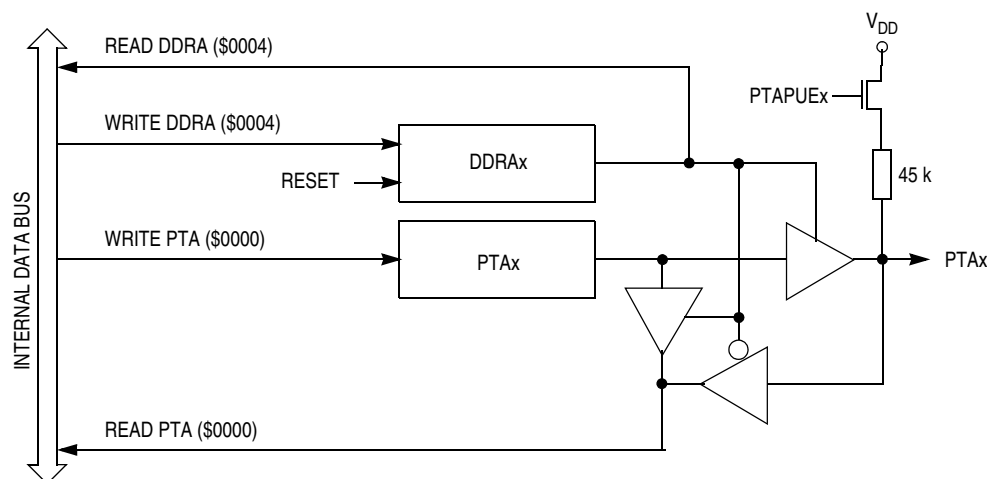 VDD
READ DDRA ($0004)
PTAPUEx
WRITE DDRA ($0004)
DDRAx
45 k
RESET
INTERNAL DATA BUS
WRITE PTA ($0000)
PTAx
PTAx
READ PTA ($0000)